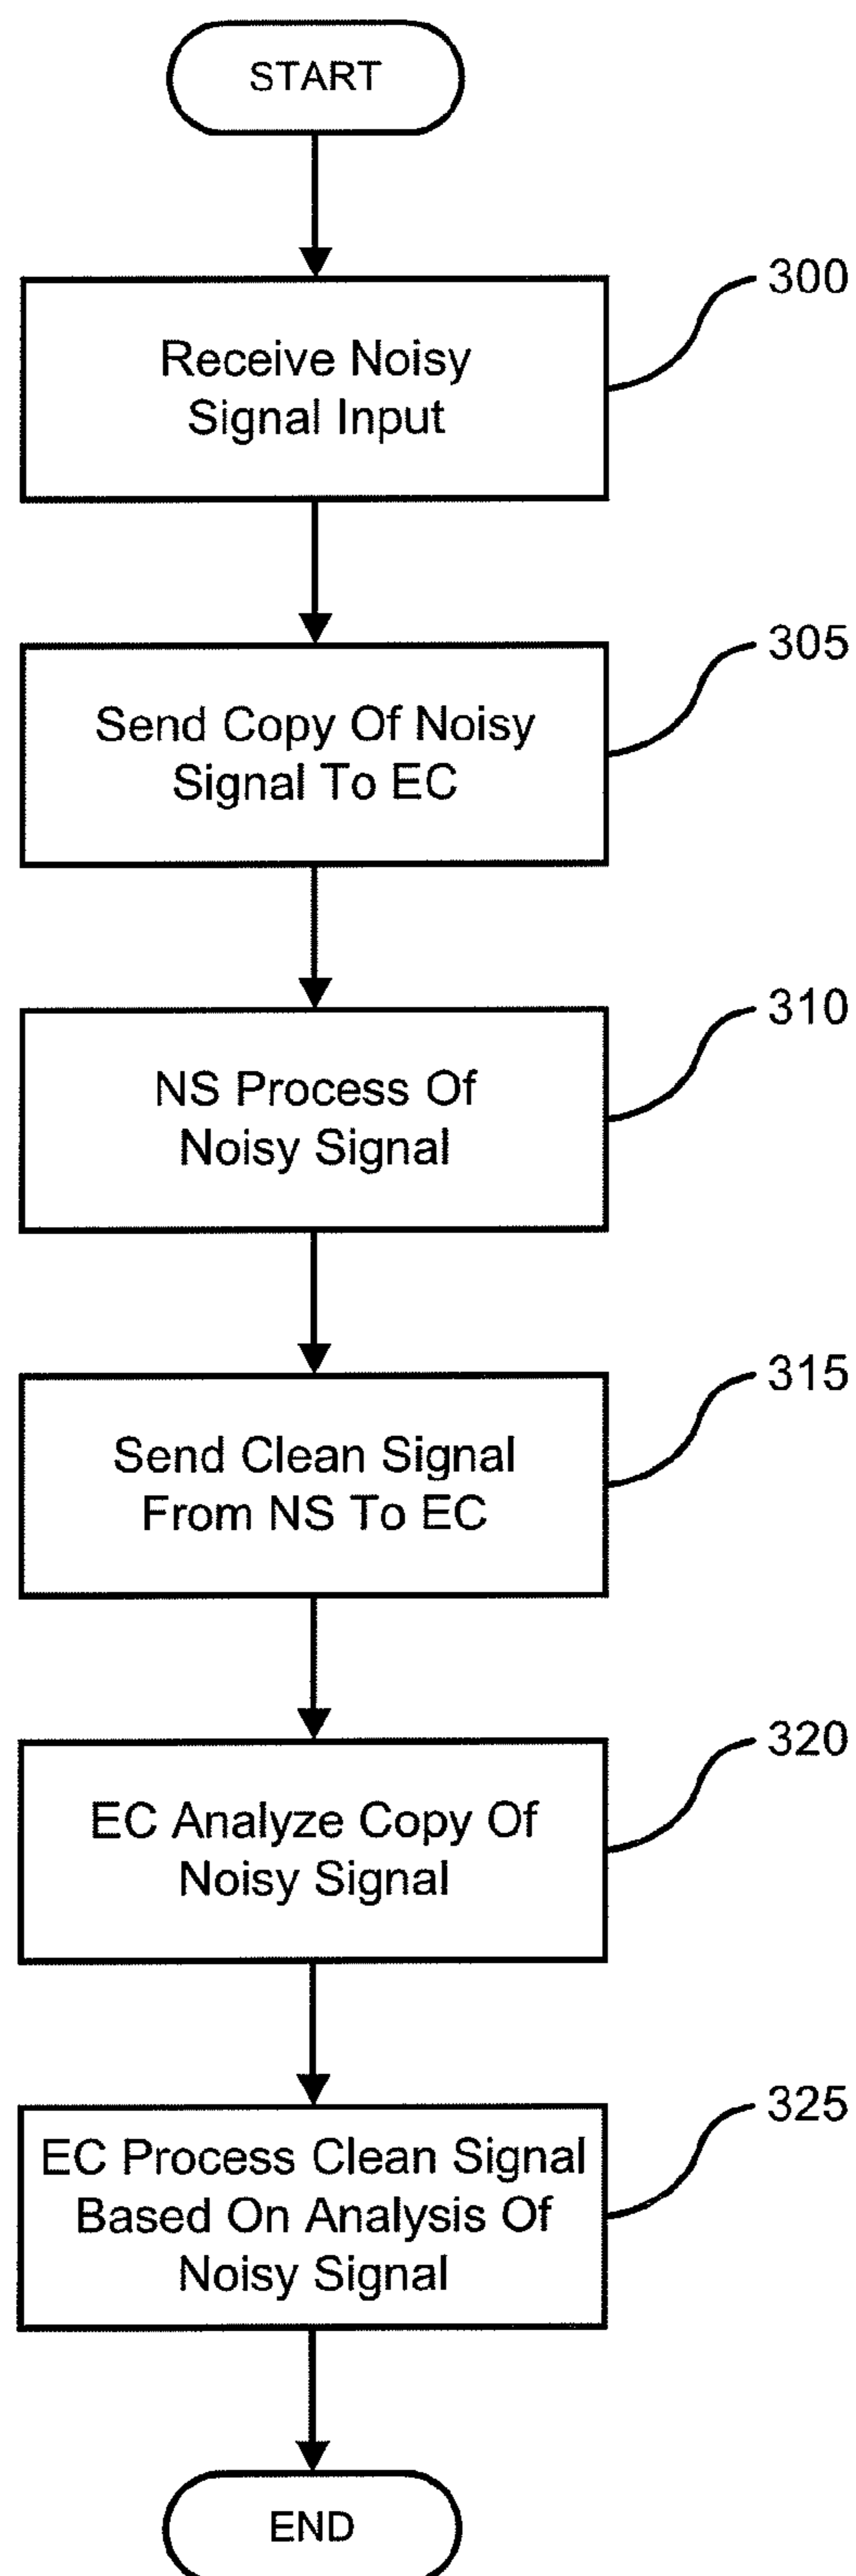 START
300
Receive Noisy
Signal Input
305
Send Copy Of Noisy
Signal To EC
310
NS Process Of
Noisy Signal
315
Send Clean Signal
From NS To EC
320
EC Analyze Copy Of
Noisy Signal
325
EC Process Clean Signal
Based On Analysis Of
Noisy Signal
END